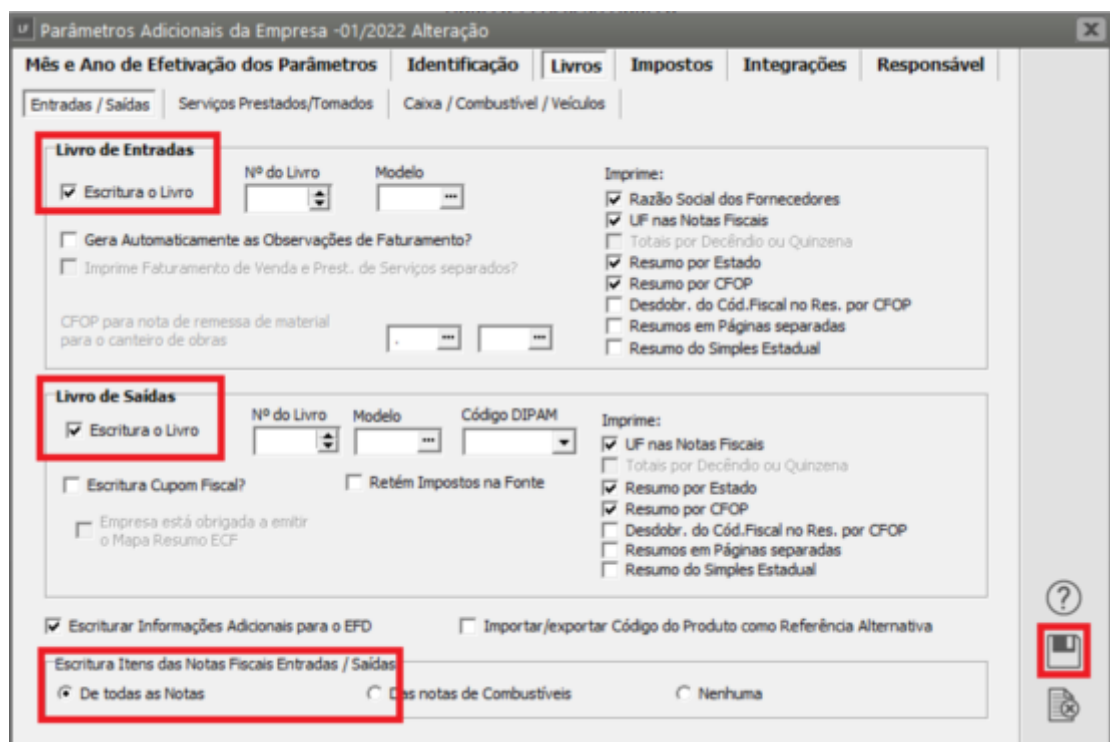 Parâmetros Adicionais da Empresa -01/2022 Alteração
Mês e Ano de Efetivação dos Parâmetros Identificação Livros Impostos Integrações Responsável
Entradas / Saídas Serviços Prestados/Tomados Caixa / Combustível / Veículos
Livro de Entradas
Escritura o Livro
Nº do Livro Modelo
...
Gera Automaticamente as Observações de Faturamento?
Imprime Faturamento de Venda e Prest. de Serviços separados?
CFOP para nota de remessa de material
para o canteiro de obras
. ... ...
Imprime:
Razão Social dos Fornecedores
UF nas Notas Fiscais
Totais por Decêndio ou Quinzena
Resumo por Estado
Resumo por CFOP
Desdobr. do Cód.Fiscal no Res. por CFOP
Resumos em Páginas separadas
Resumo do Simples Estadual
Livro de Saídas
Escritura o Livro
Nº do Livro Modelo Código DIPAM
...
Escritura Cupom Fiscal? Retém Impostos na Fonte
Empresa está obrigada a emitir
o Mapa Resumo ECF
Imprime:
UF nas Notas Fiscais
Totais por Decêndio ou Quinzena
Resumo por Estado
Resumo por CFOP
Desdobr. do Cód.Fiscal no Res. por CFOP
Resumos em Páginas separadas
Resumo do Simples Estadual
Escriturar Informações Adicionais para o EFD Importar/exportar Código do Produto como Referência Alternativa
Escritura Itens das Notas Fiscais Entradas / Saídas
De todas as Notas Das notas de Combustíveis Nenhuma
?